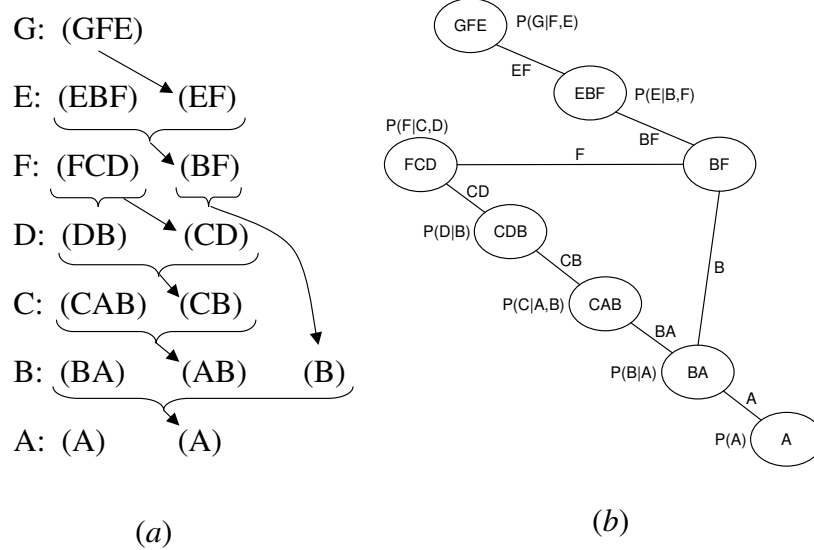 G: (GFE)
E: (EBF) (EF)
F: (FCD) (BF)
D: (DB) (CD)
C: (CAB) (CB)
B: (BA) (AB) (B)
A: (A) (A)
(a)
GFE P(G|F,E)
EF
EBF P(E|B,F)
BF
P(F|C,D)
FCD F BF
CD
P(D|B) CDB
CB B
P(C|A,B) CAB
BA
P(B|A) BA
A
P(A) A
(b)